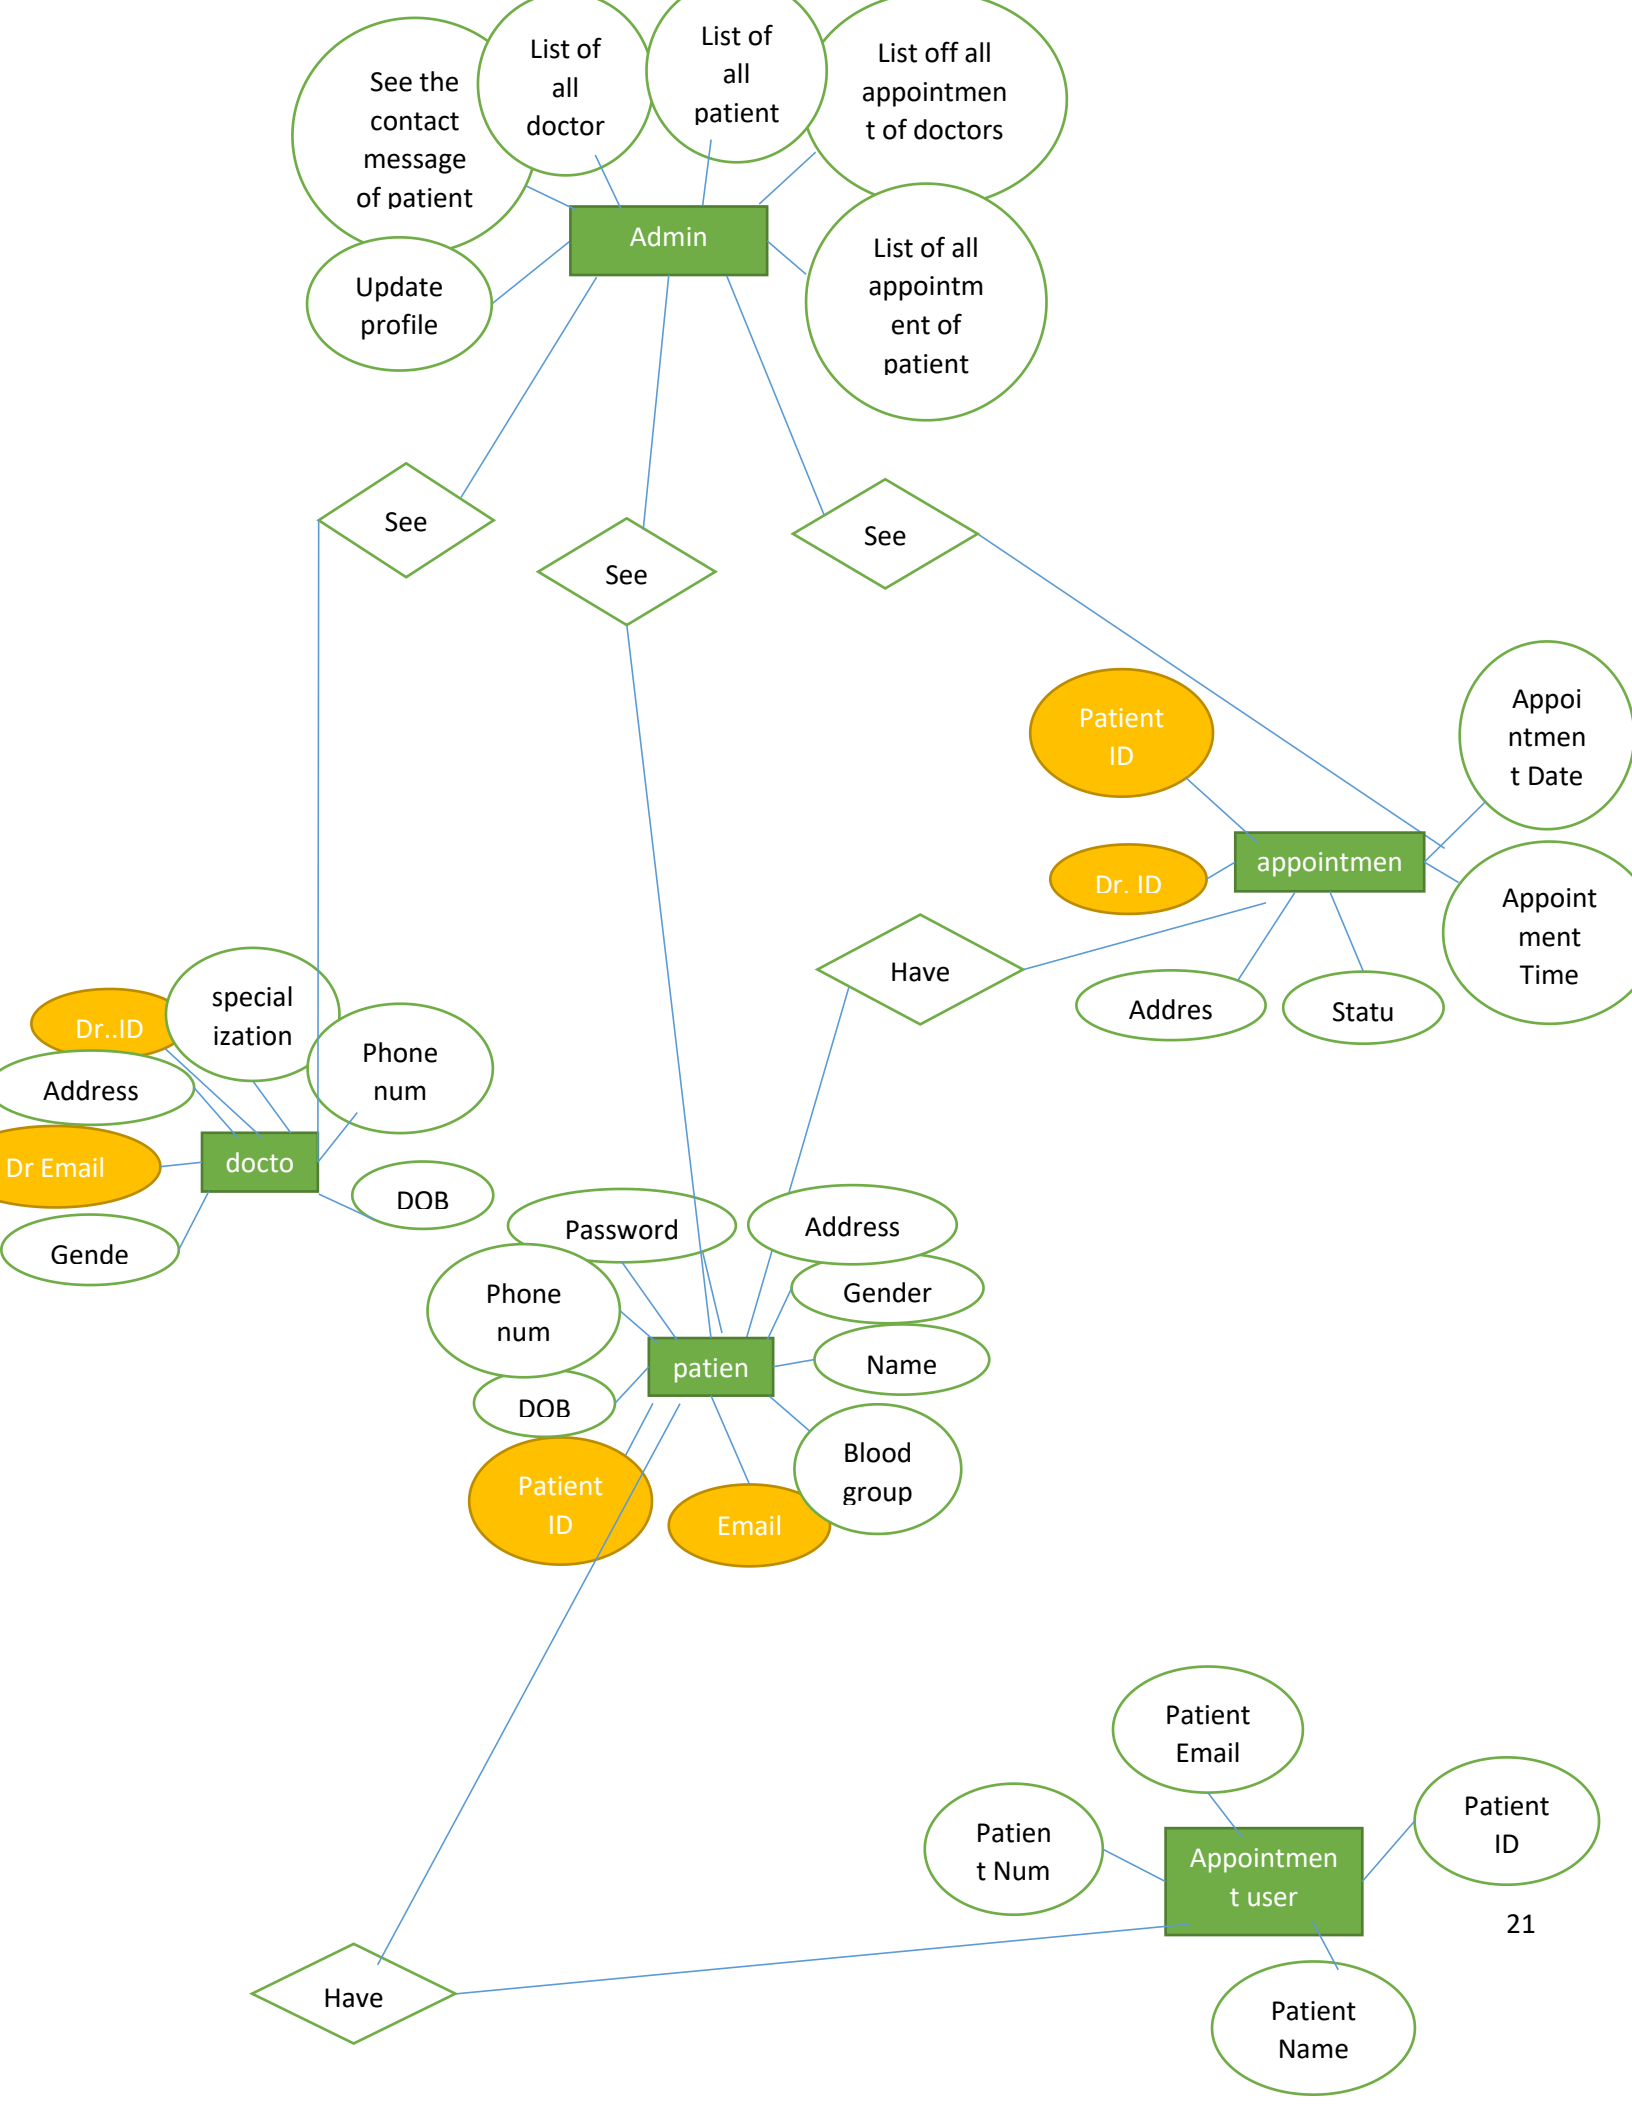 See the
contact
message
of patient
List of
all
doctor
List of
all
patient
List off all
appointmen
t of doctors
Admin
Update
profile
List of all
appointm
ent of
patient
See
See
See
Patient
ID
Appoi
ntmen
t Date
appointmen
Dr. ID
Appoint
ment
Time
Have
Addres
Statu
Dr..ID
special
ization
Phone
num
Address
Dr Email
docto
DOB
Gende
Password
Address
Phone
num
Gender
patien
Name
DOB
Blood
group
Patient
ID
Email
Patient
Email
Patien
t Num
Patient
ID
Appointmen
t user
21
Have
Patient
Name